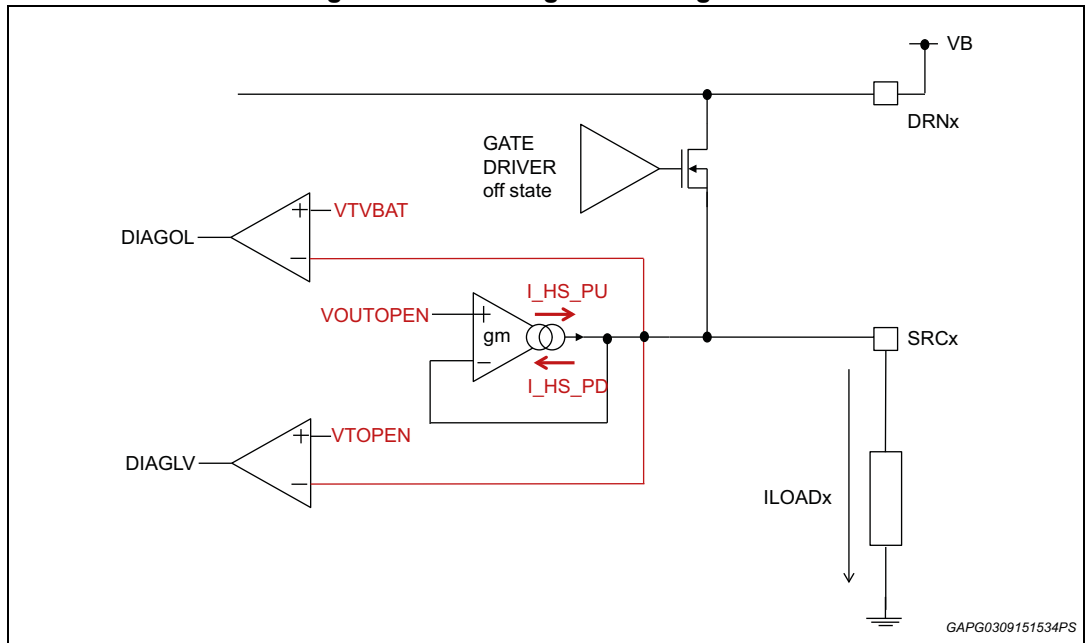 VB
DRNx
GATE
DRIVER
off state
+
VTVBAT
DIAGOL
−
I_HS_PU
VOUTOPEN
+
gm
SRCx
−
I_HS_PD
+
VTOPEN
DIAGLV
−
ILOADx
GAPG0309151534PS